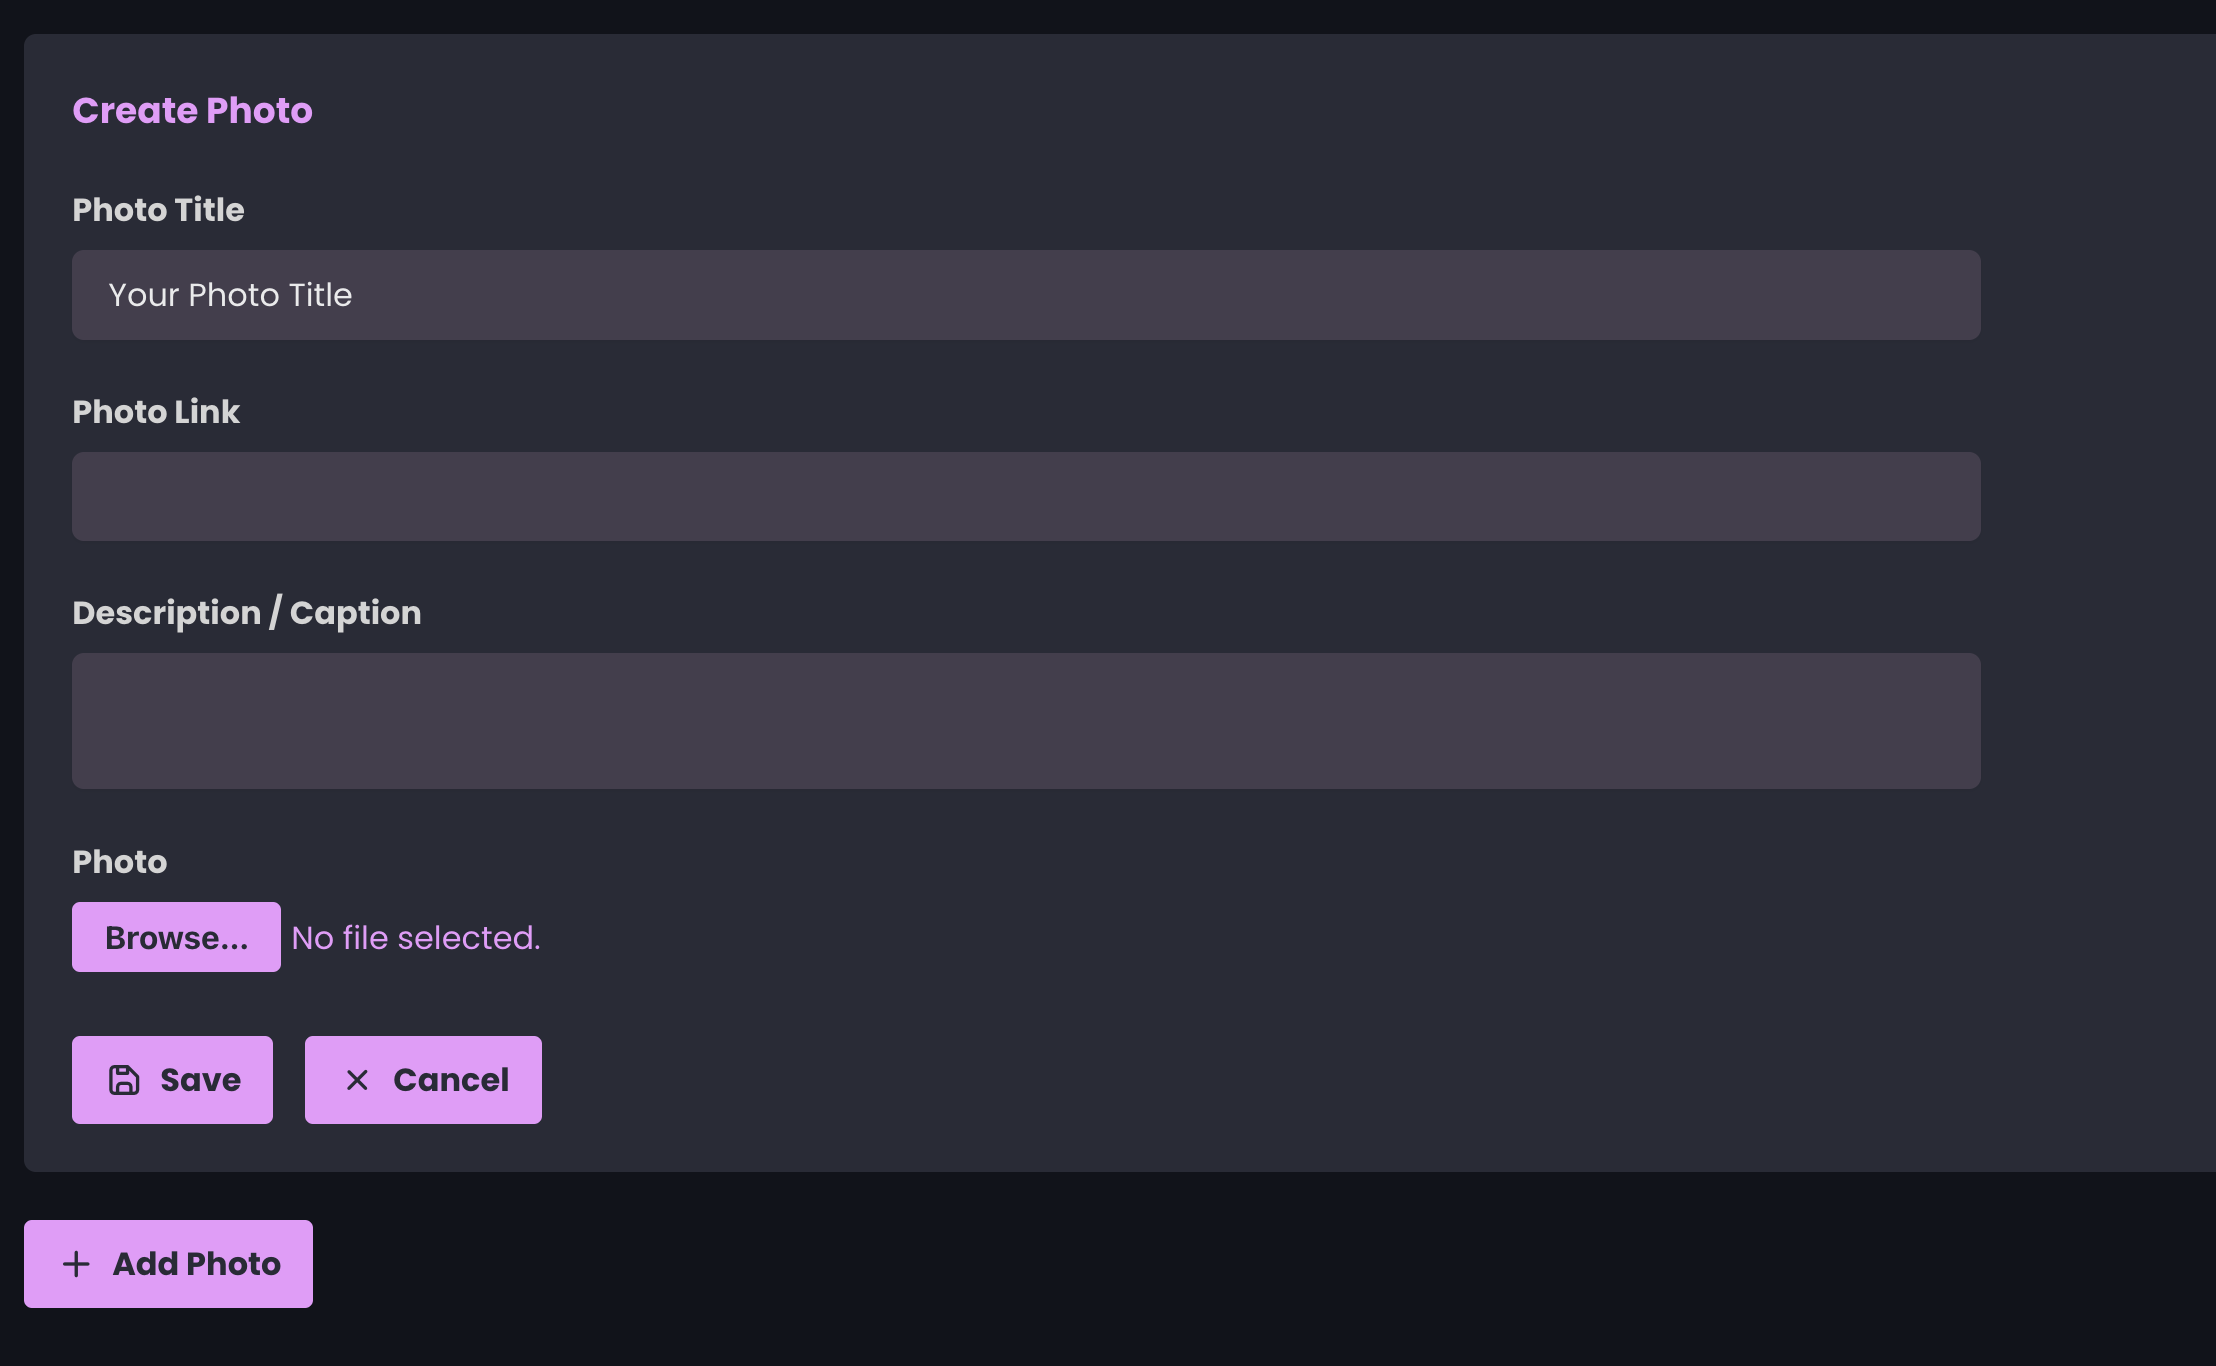 Create Photo
Photo Title
Your Photo Title
Photo Link
Description / Caption
Photo
Browse... No file selected.
Save Cancel
Add Photo